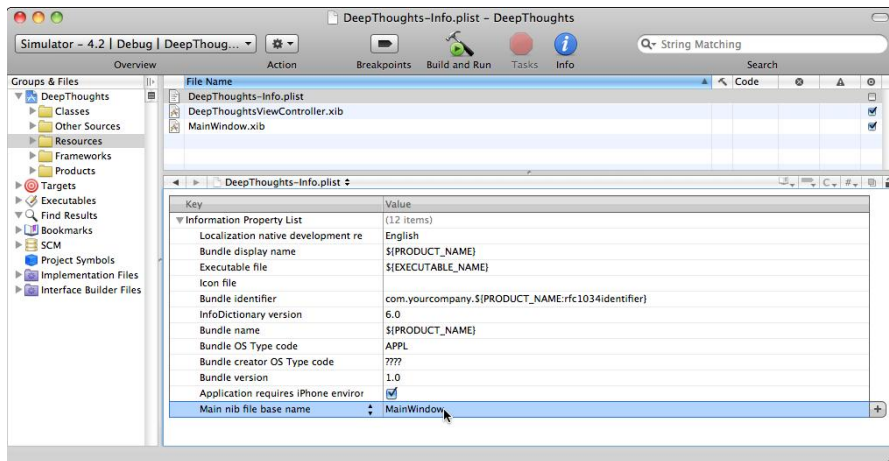 DeepThoughts-Info.plist – DeepThoughts
Simulator – 4.2 | Debug | DeepThoug...
String Matching
Overview Action Breakpoints Build and Run Tasks Info Search
Groups & Files
DeepThoughts
Classes
Other Sources
Resources
Frameworks
Products
Targets
Executables
Find Results
Bookmarks
SCM
Project Symbols
Implementation Files
Interface Builder Files
File Name Code
DeepThoughts-Info.plist
DeepThoughtsViewController.xib
MainWindow.xib
DeepThoughts-Info.plist C #
Key Value
Information Property List (12 items)
Localization native development re English
Bundle display name ${PRODUCT_NAME}
Executable file ${EXECUTABLE_NAME}
Icon file
Bundle identifier com.yourcompany.${PRODUCT_NAME:rfc1034identifier}
InfoDictionary version 6.0
Bundle name ${PRODUCT_NAME}
Bundle OS Type code APPL
Bundle creator OS Type code ????
Bundle version 1.0
Application requires iPhone enviror
Main nib file base name MainWindow